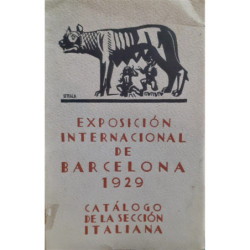 EXPOSICIÓN
INTERNACIONAL
DE
BARCELONA
1929
CATÁLOGO
DE LA SECCIÓN
ITALIANA